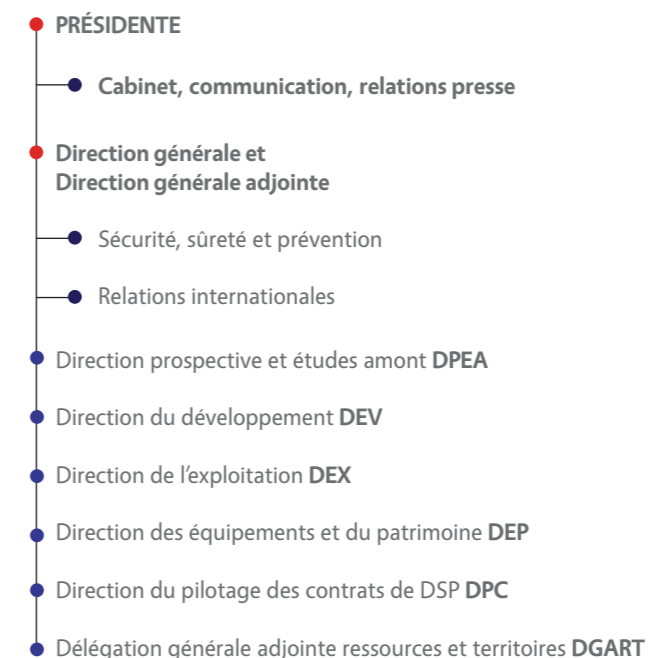 PRÉSIDENTE
Cabinet, communication, relations presse
Direction générale et
Direction générale adjointe
Sécurité, sûreté et prévention
Relations internationales
Direction prospective et études amont DPEA
Direction du développement DEV
Direction de l'exploitation DEX
Direction des équipements et du patrimoine DEP
Direction du pilotage des contrats de DSP DPC
Délégation générale adjointe ressources et territoires DGART